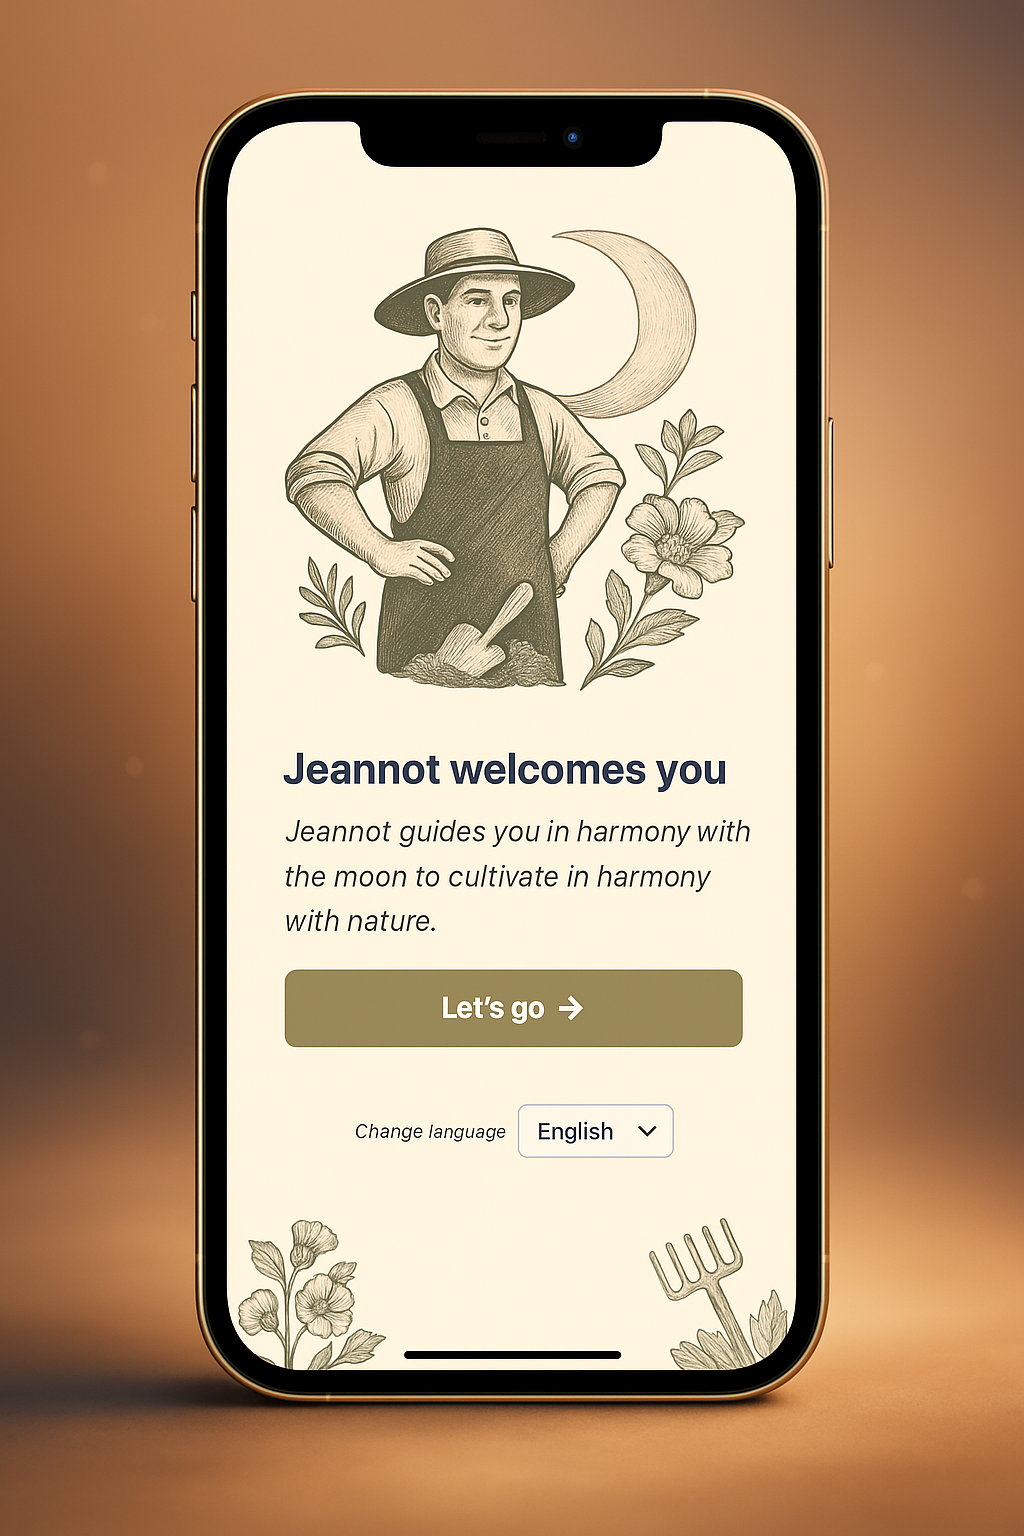 Jeannot welcomes you
Jeannot guides you in harmony with
the moon to cultivate in harmony
with nature.
Let’s go →
Change language
English